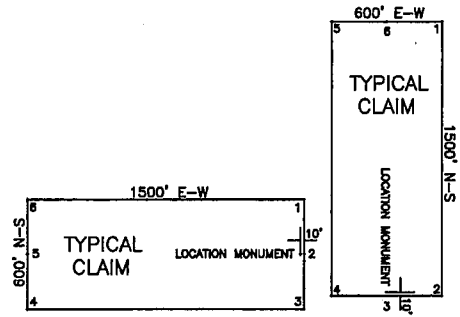 1500' E-W
6
1
600' N-S
5
TYPICAL
CLAIM
LOCATION MONUMENT
10'
2
4
3
600' E-W
5
6
1
TYPICAL
CLAIM
1500' N-S
LOCATION MONUMENT
4
3
10'
2